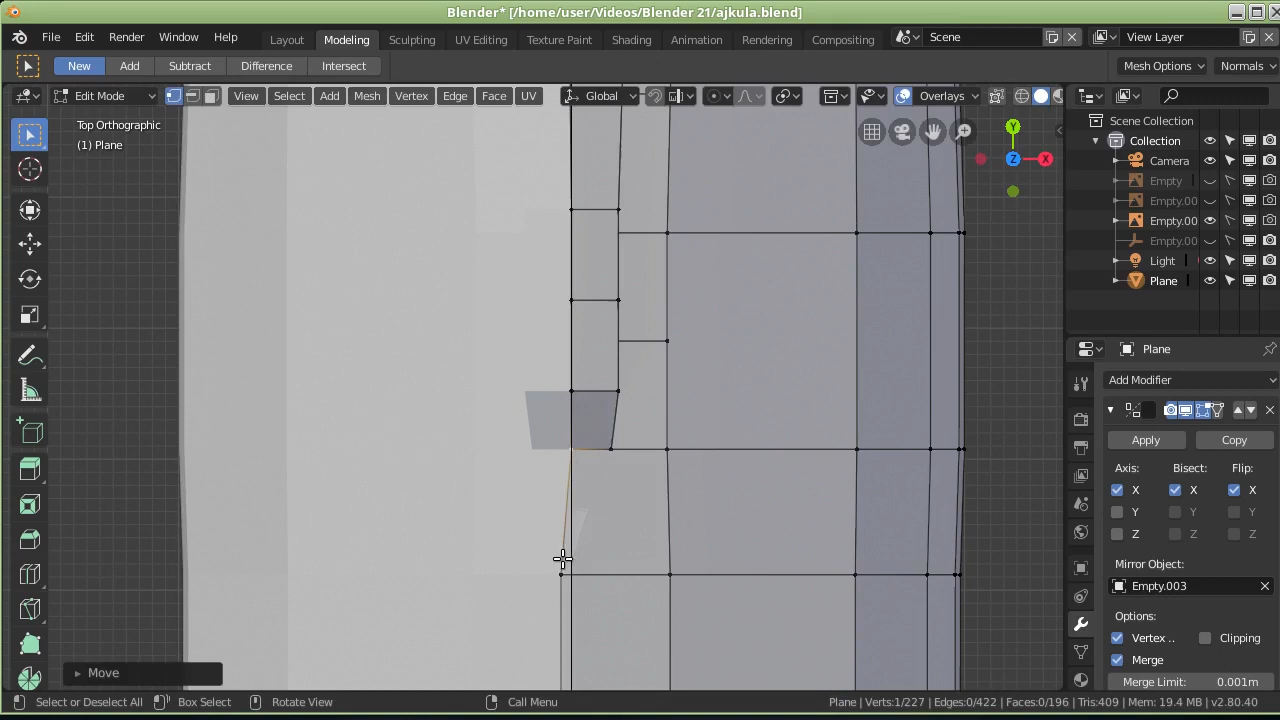 Blender* [/home/user/Videos/Blender 21/ajkula.blend]
File Edit Render Window Help Layout Modeling Sculpting UV Editing Texture Paint Shading Animation Rendering Compositing Scene View Layer
New Add Subtract Difference Intersect Mesh Options Normals
Edit Mode View Select Add Mesh Vertex Edge Face UV Global Overlays
Top Orthographic
(1) Plane
Y
Z X
Scene Collection
Collection
Camera
Empty
Empty.00
Empty.00
Empty.00
Light
Plane
Plane
Add Modifier
Apply Copy
Axis: Bisect: Flip:
X X X
Y Y Y
Z Z Z
Mirror Object:
Empty.003
Options:
Vertex .. Clipping
Merge
Merge Limit: 0.001m
Move
Select or Deselect All Box Select Rotate View Call Menu Plane | Verts:1/227 | Edges:0/422 | Faces:0/196 | Tris:409 | Mem: 19.4 MB | v2.80.40